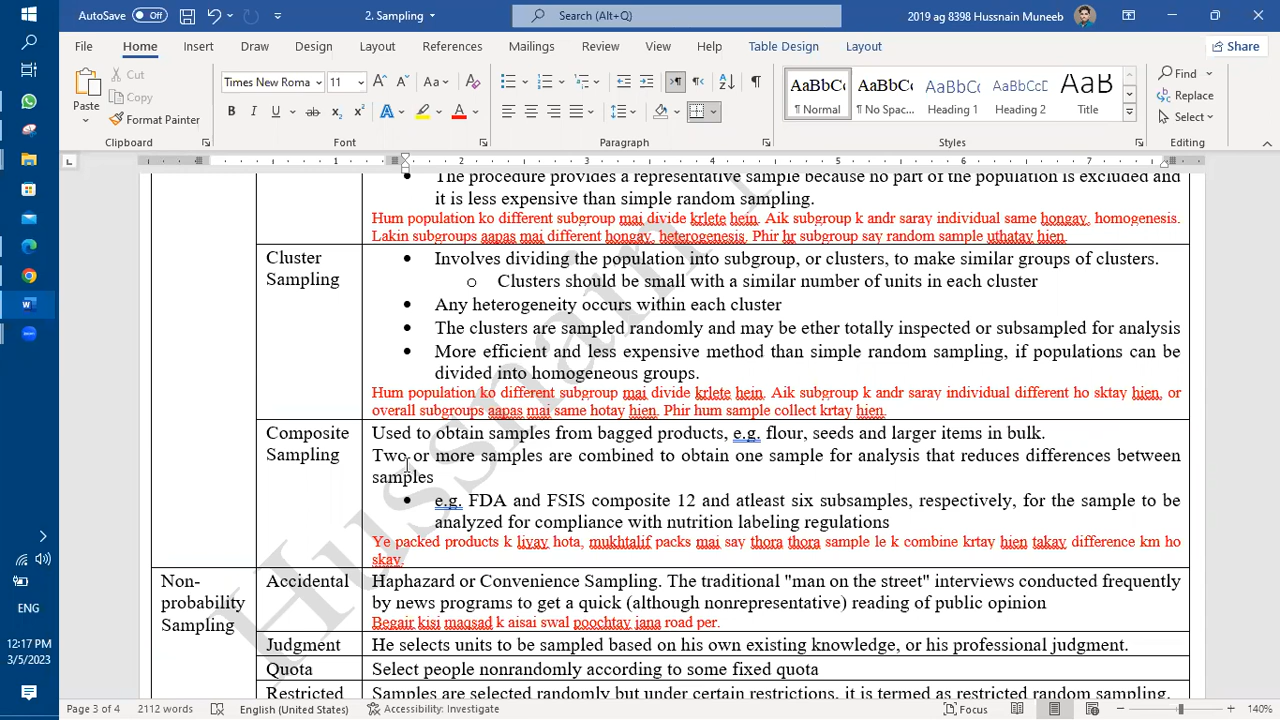 AutoSave Off 2. Sampling Search (Alt+Q) 2019 ag 8398 Hussnain Muneeb
File Home Insert Draw Design Layout References Mailings Review View Help Table Design Layout Share
Paste
Cut
Copy
Format Painter
Clipboard
Times New Roma 11
Font
Paragraph
AaBbCc AaBbCc AaBbCc AaBbCc AaB
¶ Normal ¶ No Spac... Heading 1 Heading 2 Title
Styles
Find
Replace
Select
Editing
1 2 3 4 5 6 7
The procedure provides a representative sample because no part of the population is excluded and
it is less expensive than simple random sampling.
Hum population ko different subgroup mai divide krlete hein. Aik subgroup k andr saray individual same hongay, homogenesis.
Lakin subgroups aapas mai different hongay, heterogenesis. Phir hr subgroup say random sample uthatay hien.
Cluster
Sampling
• Involves dividing the population into subgroup, or clusters, to make similar groups of clusters.
o Clusters should be small with a similar number of units in each cluster
• Any heterogeneity occurs within each cluster
• The clusters are sampled randomly and may be ether totally inspected or subsampled for analysis
• More efficient and less expensive method than simple random sampling, if populations can be
divided into homogeneous groups.
Hum population ko different subgroup mai divide krlete hein. Aik subgroup k andr saray individual different ho sktay hien, or
overall subgroups aapas mai same hotay hien. Phir hum sample collect krtay hien.
Composite
Sampling
Used to obtain samples from bagged products, e.g. flour, seeds and larger items in bulk.
Two or more samples are combined to obtain one sample for analysis that reduces differences between
samples
• e.g. FDA and FSIS composite 12 and atleast six subsamples, respectively, for the sample to be
analyzed for compliance with nutrition labeling regulations
Ye packed products k liyay hota, mukhtalif packs mai say thora thora sample le k combine krtay hien takay difference km ho
skay.
Non-
probability
Sampling
Accidental
Haphazard or Convenience Sampling. The traditional "man on the street" interviews conducted frequently
by news programs to get a quick (although nonrepresentative) reading of public opinion
Begair kisi maqsad k aisai swal poochtay jana road per.
Judgment He selects units to be sampled based on his own existing knowledge, or his professional judgment.
Quota Select people nonrandomly according to some fixed quota
Restricted Samples are selected randomly but under certain restrictions, it is termed as restricted random sampling.
Hussnain
ENG
12:17 PM
3/5/2023
Page 3 of 4 2112 words English (United States) Accessibility: Investigate Focus 140%